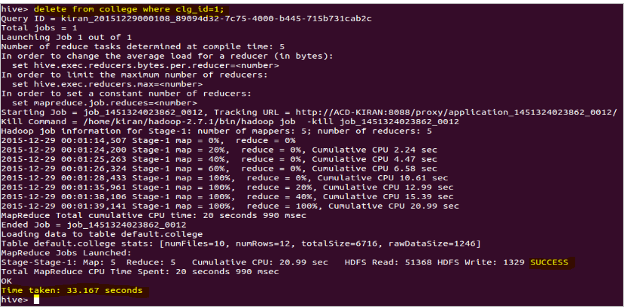 hive> delete from college where clg_id=1;
Query ID = kiran_20151229000108_89094d32-7c75-4000-b445-715b731cab2c
Total jobs = 1
Launching Job 1 out of 1
Number of reduce tasks determined at compile time: 5
In order to change the average load for a reducer (in bytes):
  set hive.exec.reducers.bytes.per.reducer=<number>
In order to limit the maximum number of reducers:
  set hive.exec.reducers.max=<number>
In order to set a constant number of reducers:
  set mapreduce.job.reduces=<number>
Starting Job = job_1451324023862_0012, Tracking URL = http://ACD-KIRAN:8088/proxy/application_1451324023862_0012/
Kill Command = /home/kiran/hadoop-2.7.1/bin/hadoop job  -kill job_1451324023862_0012
Hadoop job information for Stage-1: number of mappers: 5; number of reducers: 5
2015-12-29 00:01:14,507 Stage-1 map = 0%,  reduce = 0%
2015-12-29 00:01:24,200 Stage-1 map = 20%,  reduce = 0%, Cumulative CPU 2.24 sec
2015-12-29 00:01:25,263 Stage-1 map = 40%,  reduce = 0%, Cumulative CPU 4.47 sec
2015-12-29 00:01:26,324 Stage-1 map = 60%,  reduce = 0%, Cumulative CPU 6.58 sec
2015-12-29 00:01:28,433 Stage-1 map = 100%,  reduce = 0%, Cumulative CPU 10.61 sec
2015-12-29 00:01:35,961 Stage-1 map = 100%,  reduce = 20%, Cumulative CPU 12.99 sec
2015-12-29 00:01:38,106 Stage-1 map = 100%,  reduce = 40%, Cumulative CPU 15.39 sec
2015-12-29 00:01:39,141 Stage-1 map = 100%,  reduce = 100%, Cumulative CPU 20.99 sec
MapReduce Total cumulative CPU time: 20 seconds 990 msec
Ended Job = job_1451324023862_0012
Loading data to table default.college
Table default.college stats: [numFiles=10, numRows=12, totalSize=6716, rawDataSize=1246]
MapReduce Jobs Launched:
Stage-Stage-1: Map: 5  Reduce: 5   Cumulative CPU: 20.99 sec   HDFS Read: 51368 HDFS Write: 1329 SUCCESS
Total MapReduce CPU Time Spent: 20 seconds 990 msec
OK
Time taken: 33.167 seconds
hive>